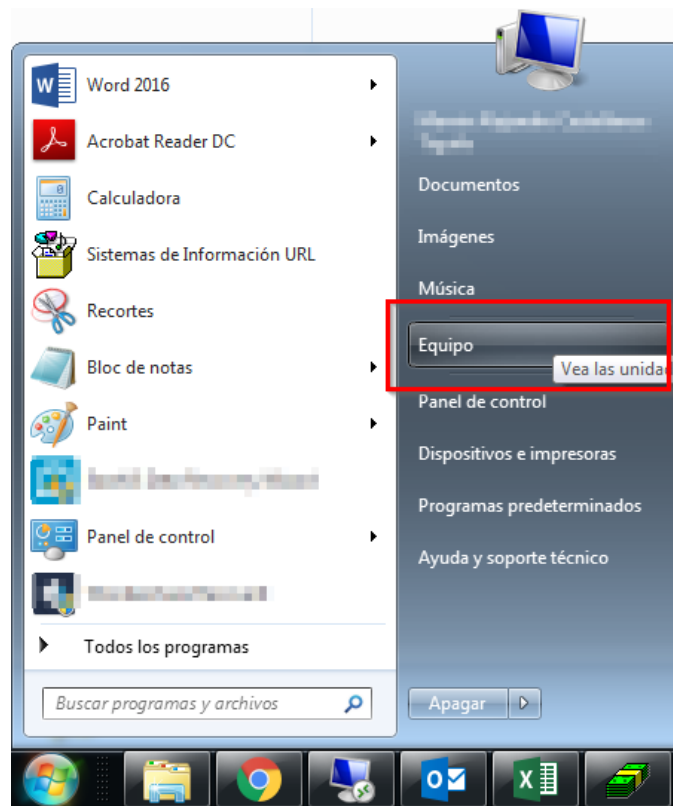 Word 2016
Acrobat Reader DC
Calculadora
Sistemas de Información URL
Recortes
Bloc de notas
Paint
Panel de control
Todos los programas
Buscar programas y archivos
Documentos
Imágenes
Música
Equipo
Vea las
Panel de control
Dispositivos e impresoras
Programas predeterminados
Ayuda y soporte técnico
Apagar